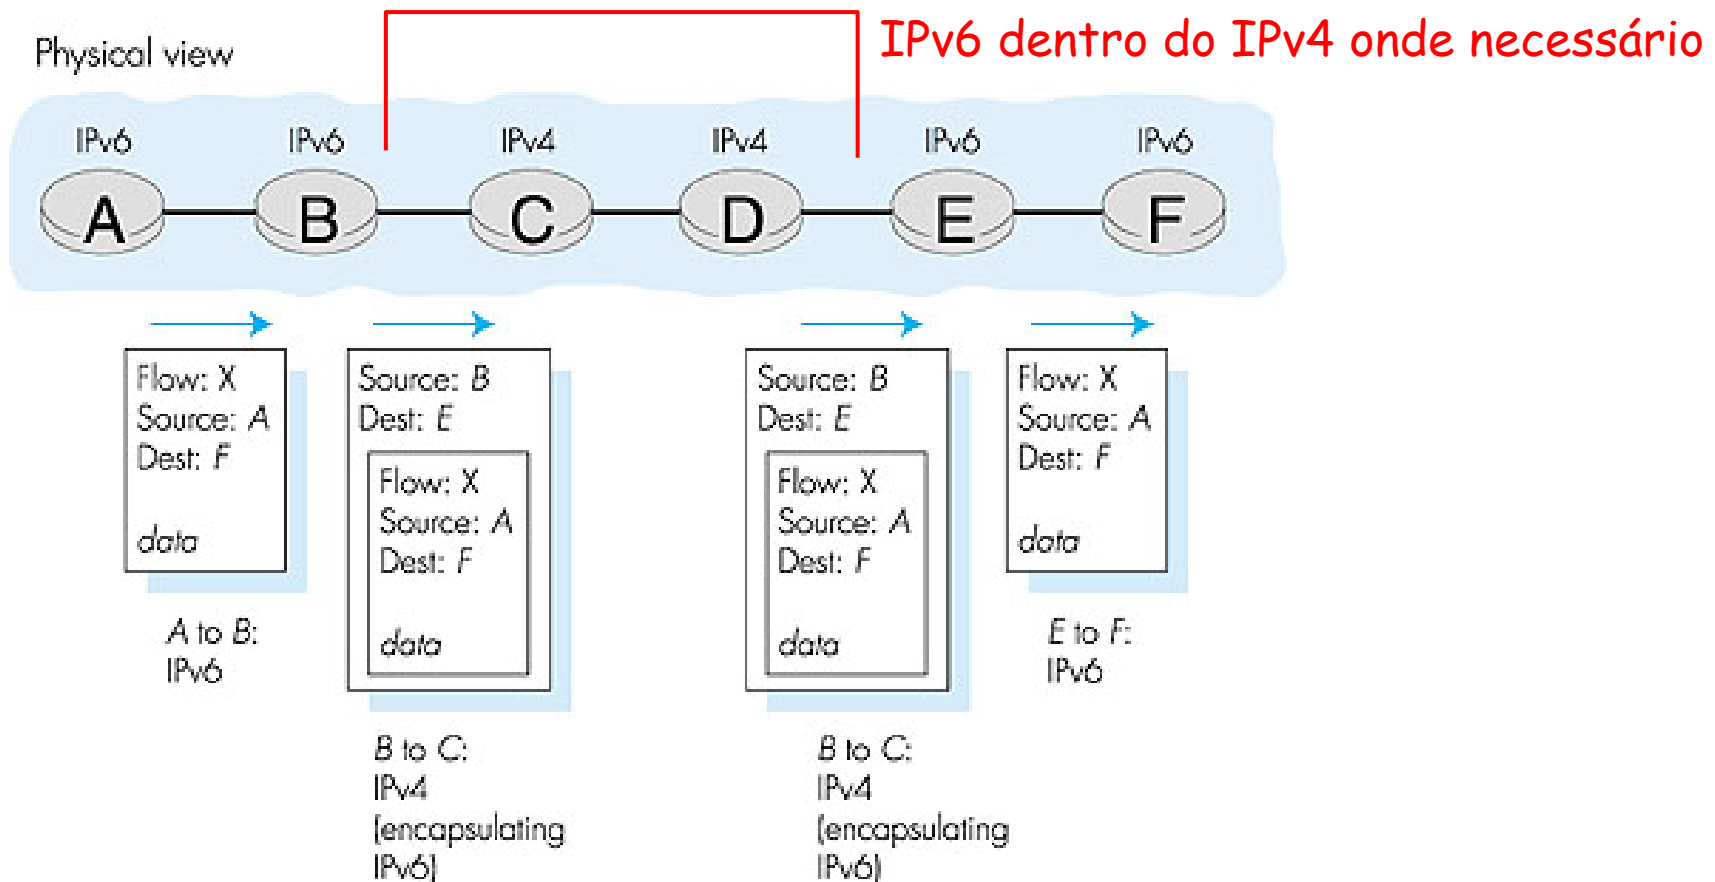 IPv6 dentro do IPv4 onde necessário
Physical view
IPv6
IPv6
IPv4
IPv4
IPv6
IPv6
A
B
C
D
E
F
Flow: X
Source: A
Dest: F
data
A to B:
IPv6
Source: B
Dest: E
Flow: X
Source: A
Dest: F
data
B to C:
IPv4
(encapsulating
IPv6)
Source: B
Dest: E
Flow: X
Source: A
Dest: F
data
B to C:
IPv4
(encapsulating
IPv6)
Flow: X
Source: A
Dest: F
data
E to F:
IPv6